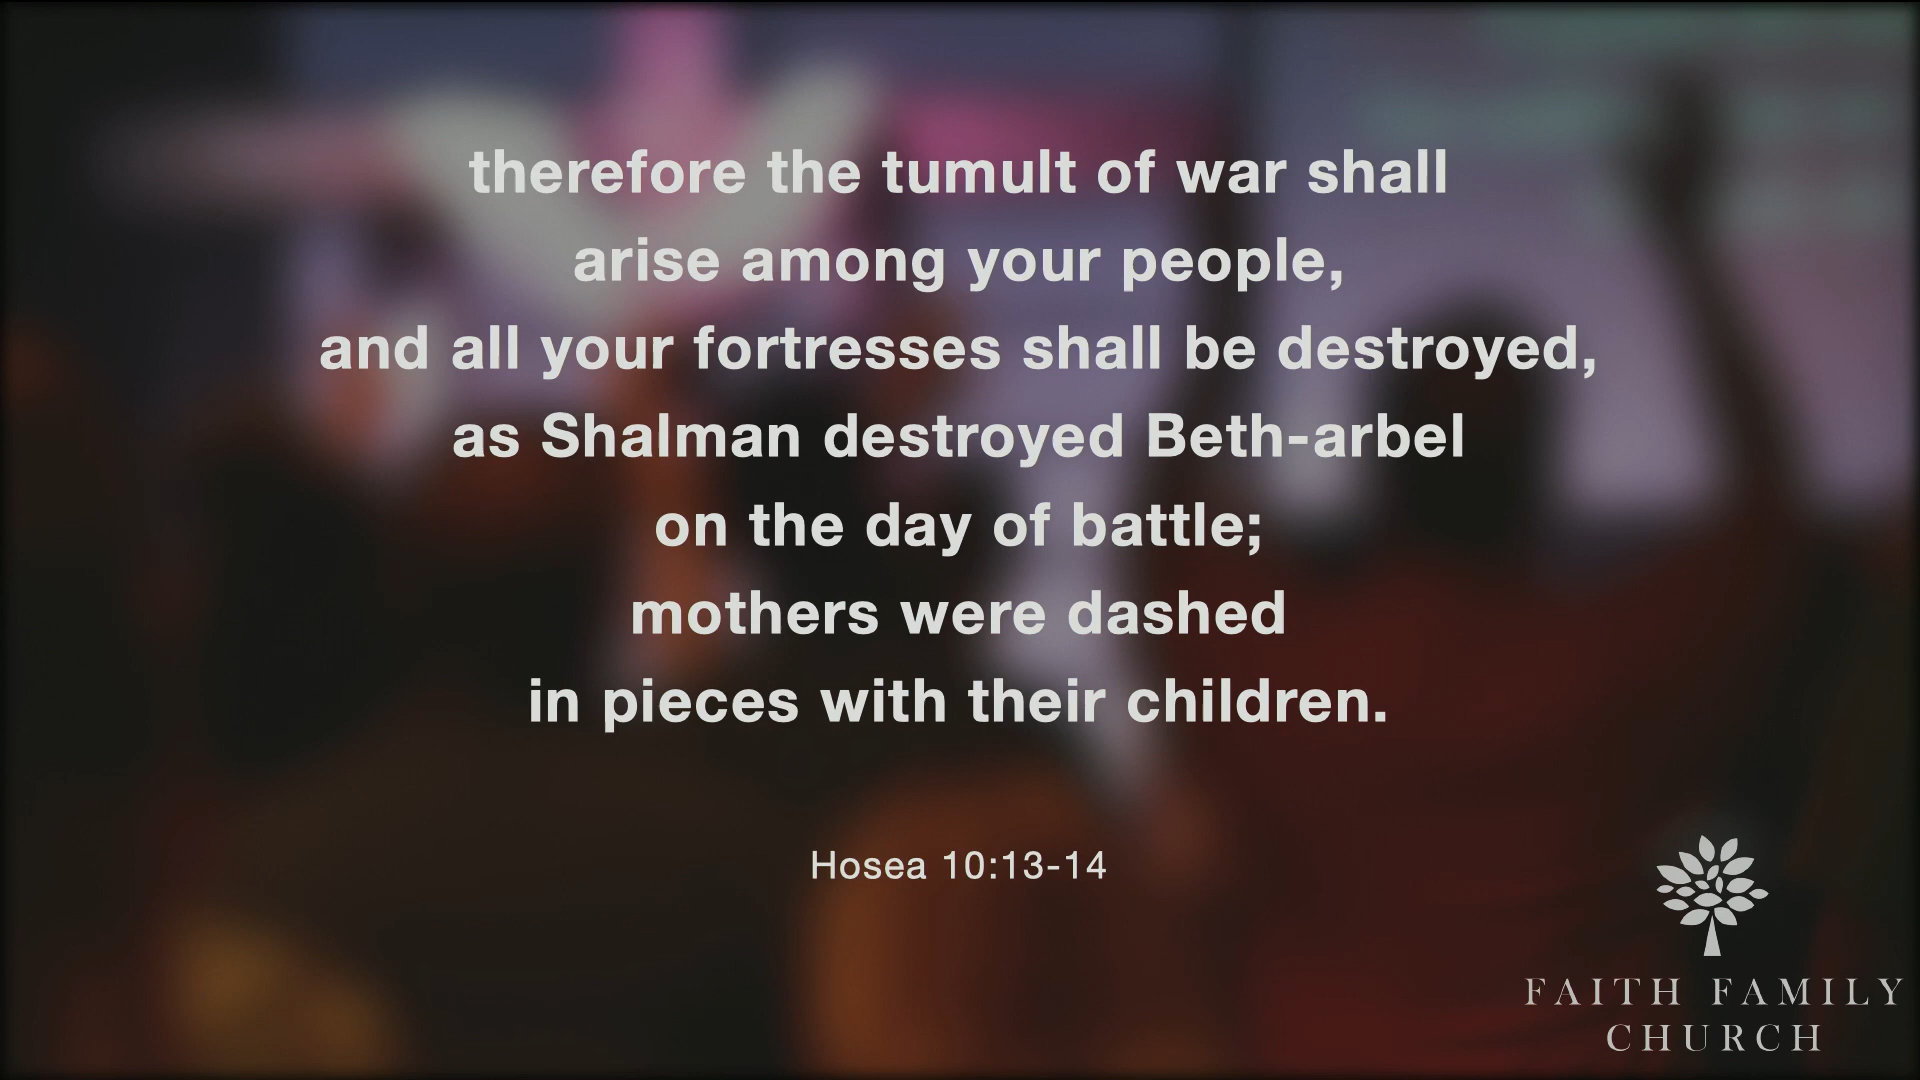 therefore the tumult of war shall
arise among your people,
and all your fortresses shall be destroyed,
as Shalman destroyed Beth-arbel
on the day of battle;
mothers were dashed
in pieces with their children.
Hosea 10:13-14
FAITH FAMILY
CHURCH